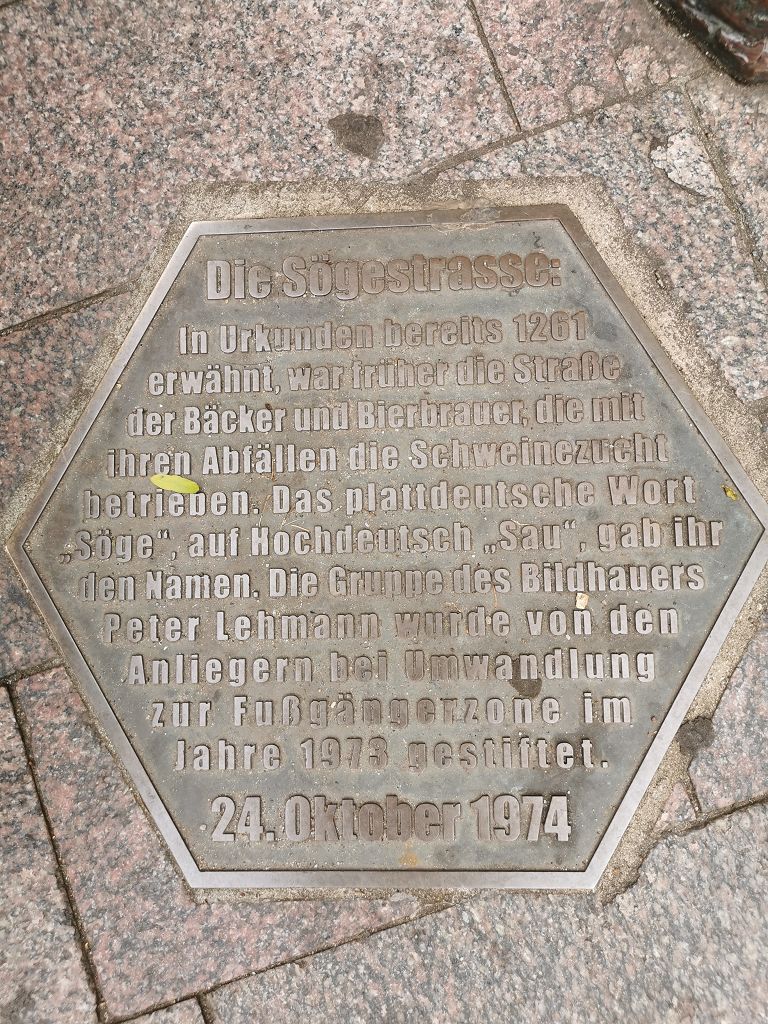 Die Sögestrasse:
In Urkunden bereits 1261
erwähnt, war früher die Straße
der Bäcker und Bierbrauer, die mit
ihren Abfällen die Schweinezucht
betrieben. Das plattdeutsche Wort
„Söge“, auf Hochdeutsch „Sau“, gab ihr
den Namen. Die Gruppe des Bildhauers
Peter Lehmann wurde von den
Anliegern bei Umwandlung
zur Fußgängerzone im
Jahre 1973 gestiftet.
24. Oktober 1974